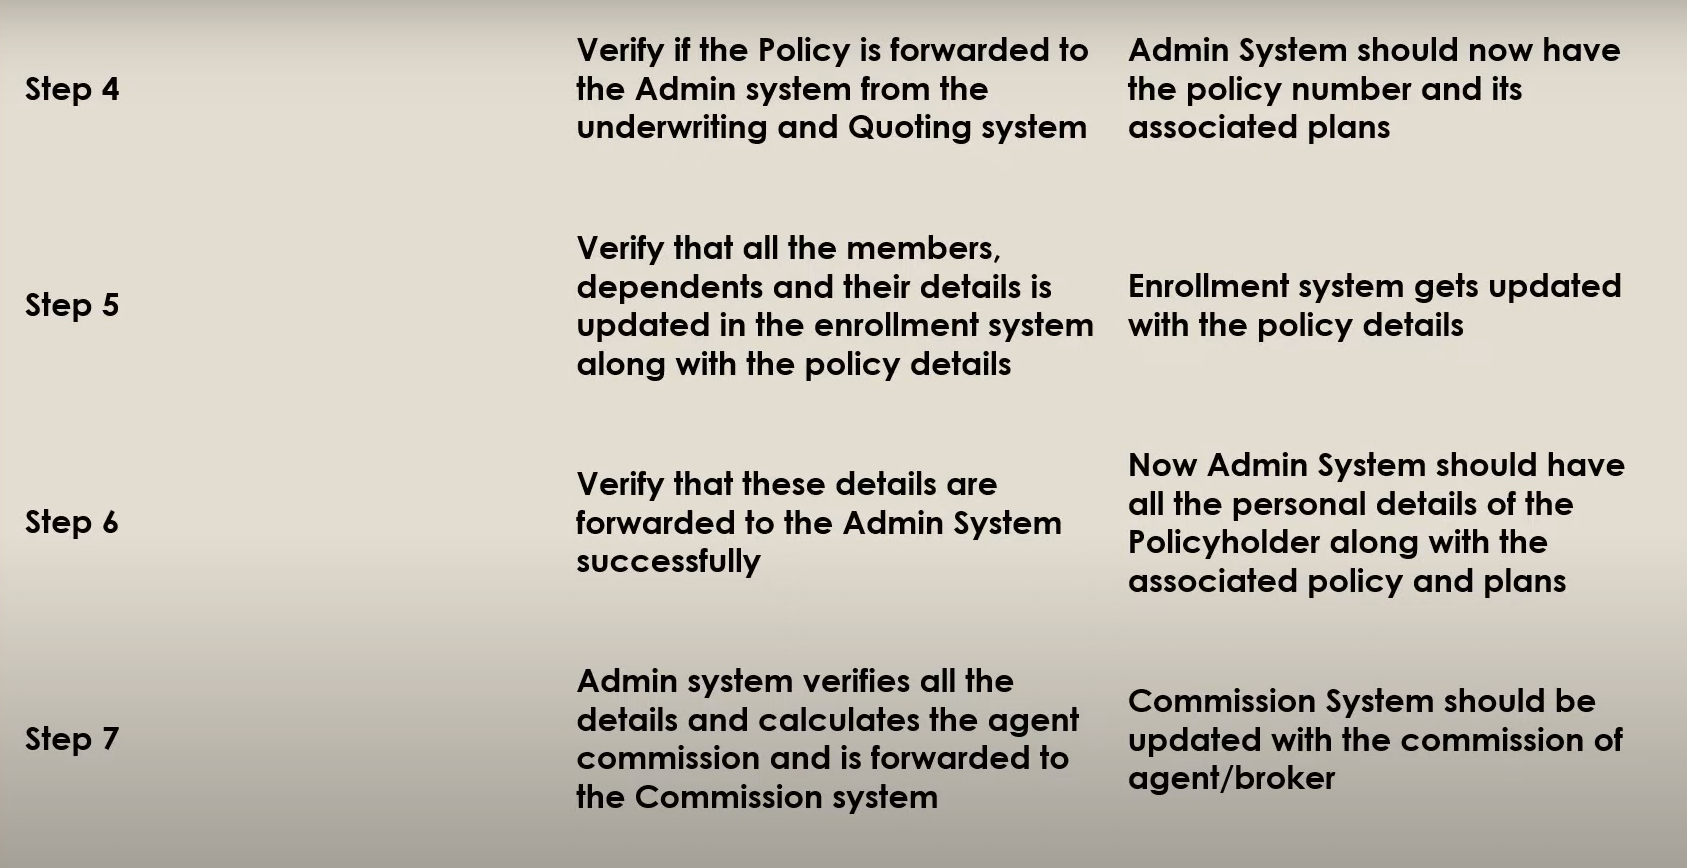 Step 4
Verify if the Policy is forwarded to
the Admin system from the
underwriting and Quoting system
Admin System should now have
the policy number and its
associated plans
Step 5
Verify that all the members,
dependents and their details is
updated in the enrollment system
along with the policy details
Enrollment system gets updated
with the policy details
Step 6
Verify that these details are
forwarded to the Admin System
successfully
Now Admin System should have
all the personal details of the
Policyholder along with the
associated policy and plans
Step 7
Admin system verifies all the
details and calculates the agent
commission and is forwarded to
the Commission system
Commission System should be
updated with the commission of
agent/broker